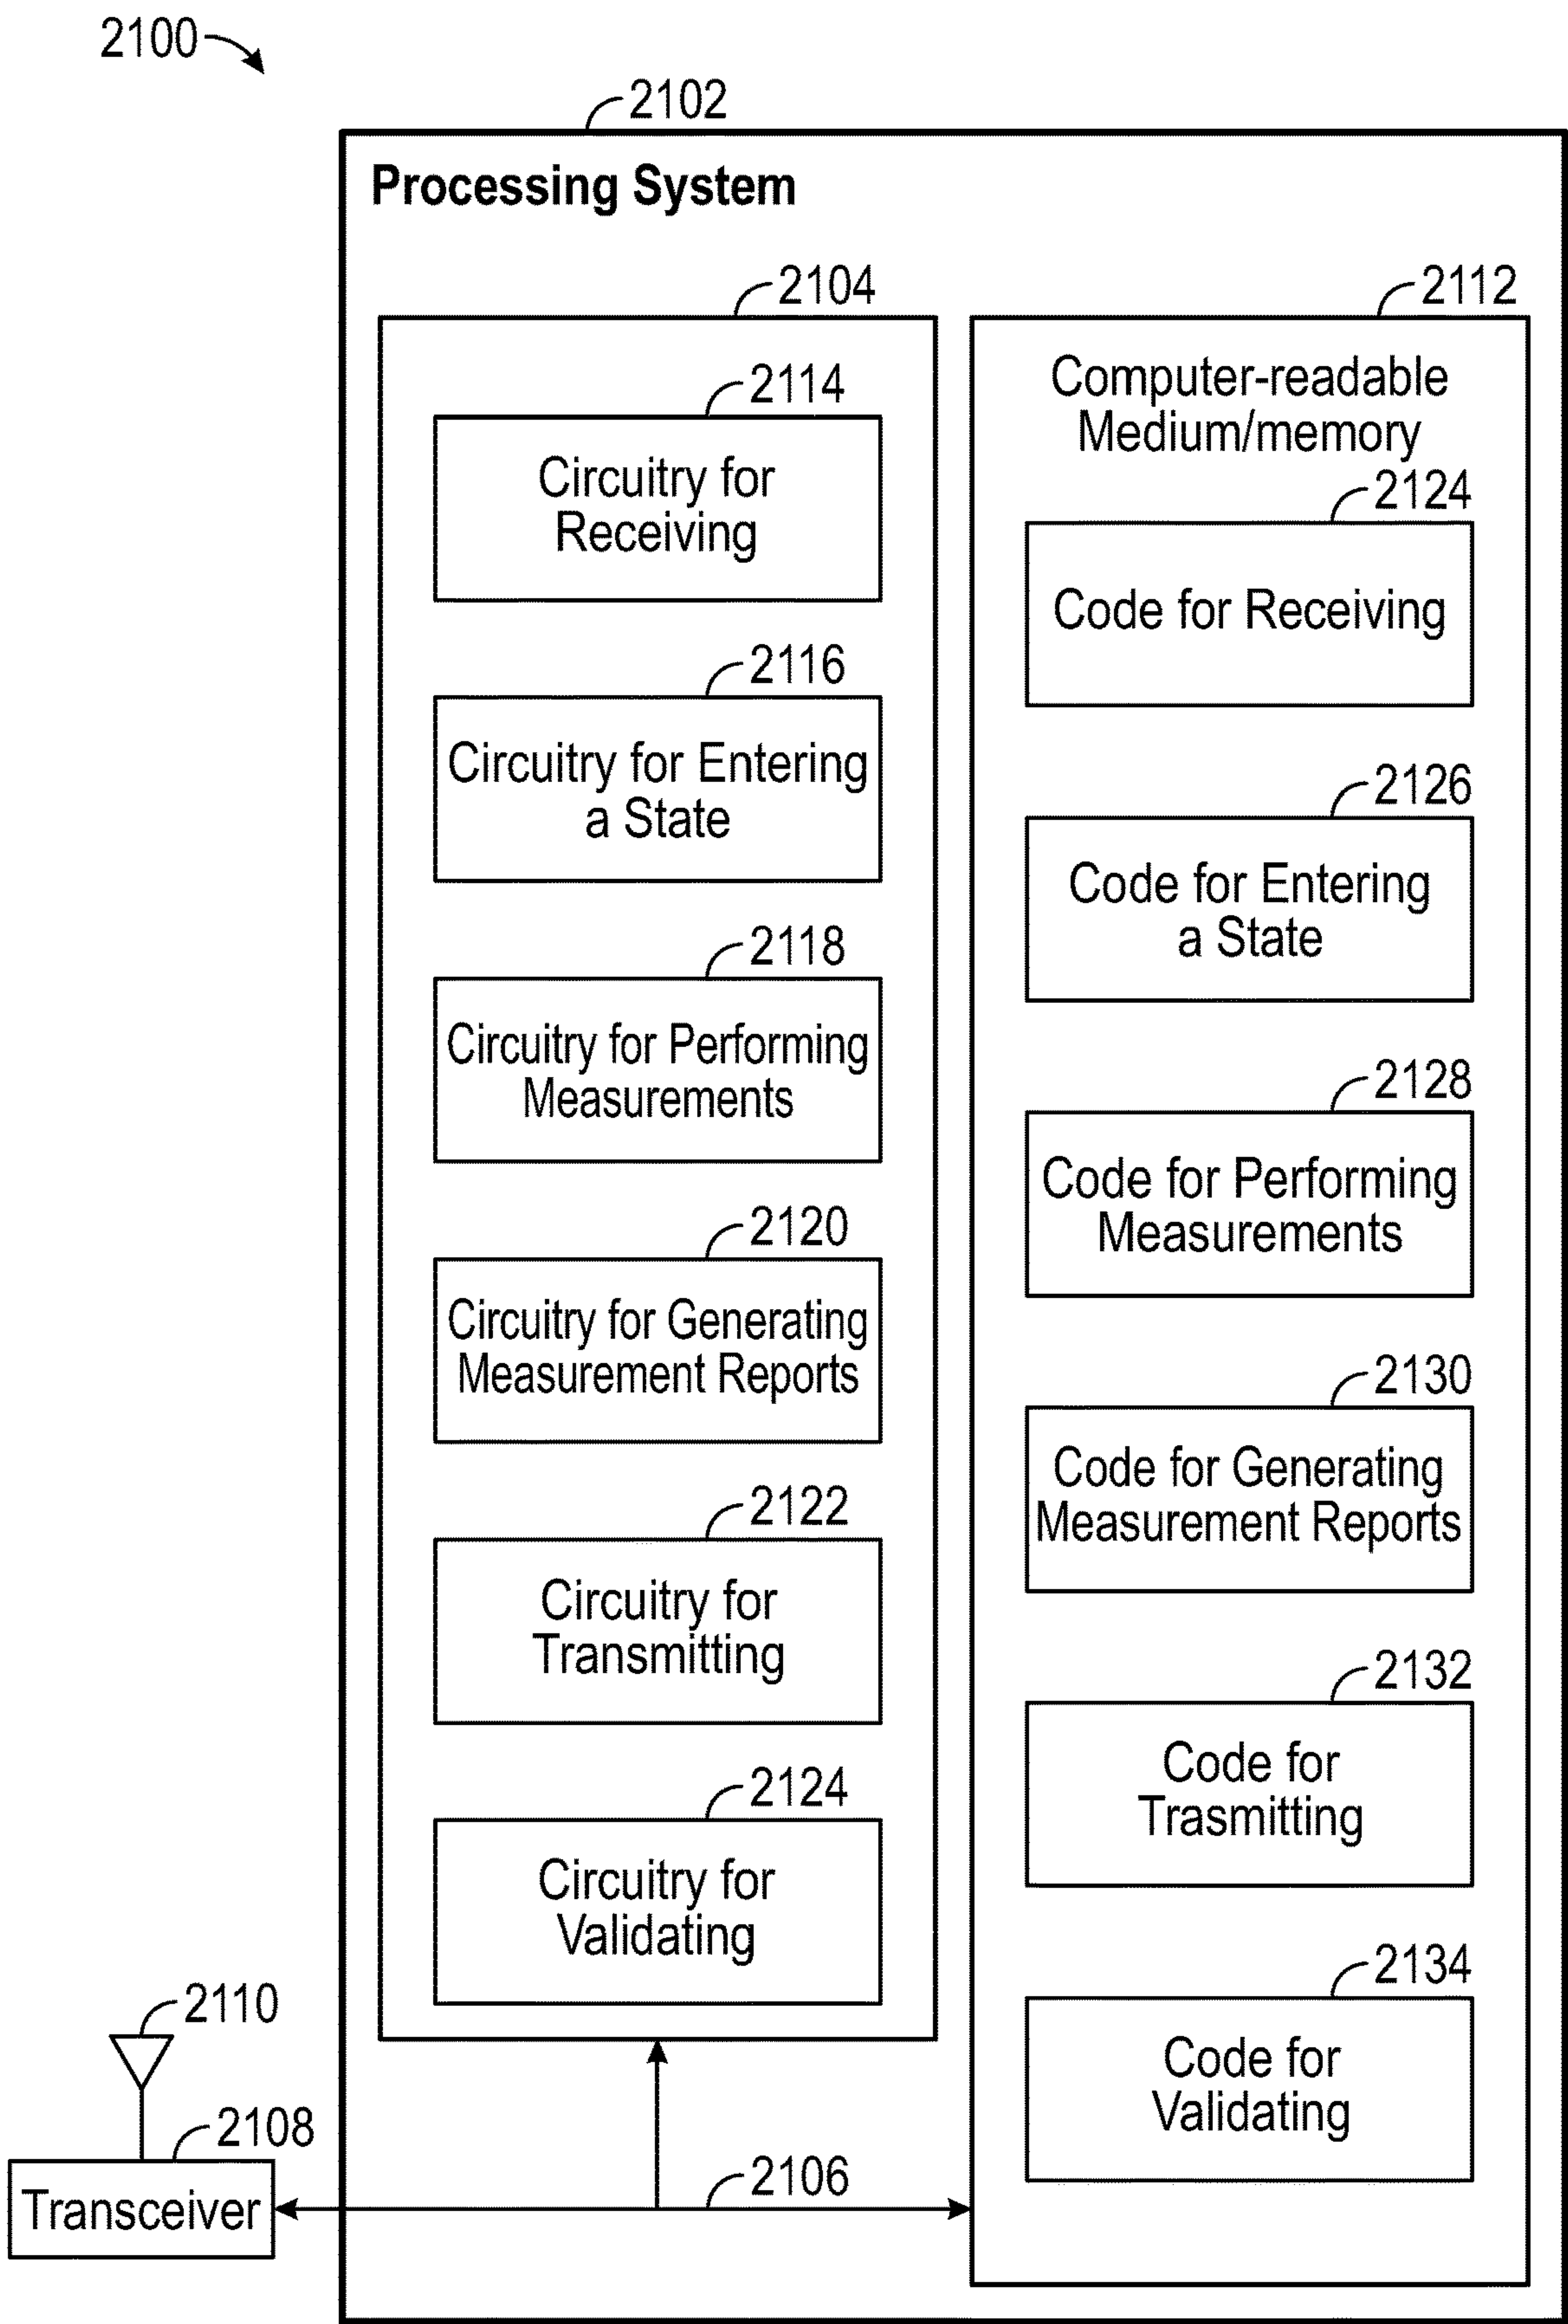 2100
2102
Processing System
2104
2114
Circuitry for
Receiving
2116
Circuitry for Entering
a State
2118
Circuitry for Performing
Measurements
2120
Circuitry for Generating
Measurement Reports
2122
Circuitry for
Transmitting
2124
Circuitry for
Validating
2112
Computer-readable
Medium/memory
2124
Code for Receiving
2126
Code for Entering
a State
2128
Code for Performing
Measurements
2130
Code for Generating
Measurement Reports
2132
Code for
Trasmitting
2134
Code for
Validating
2110
2108
Transceiver
2106